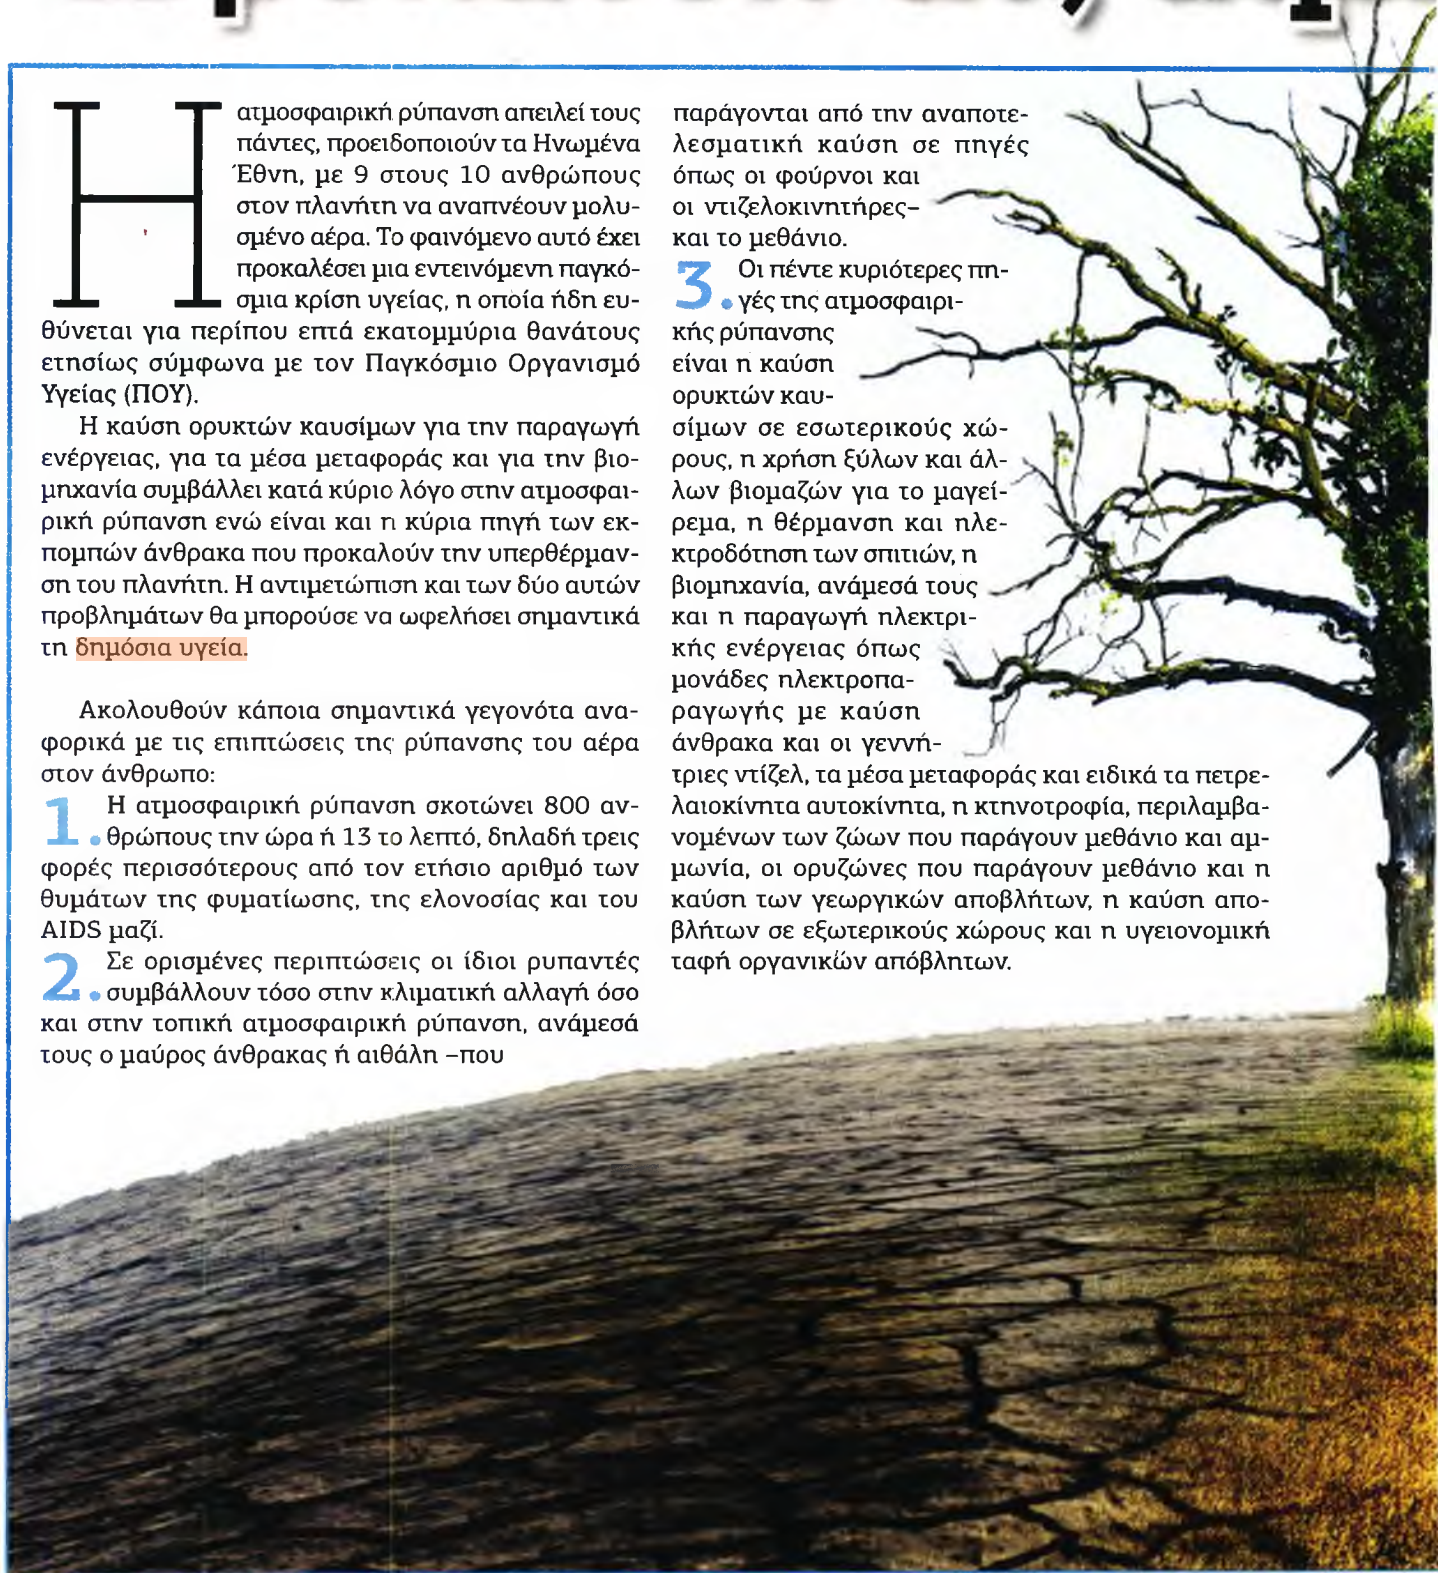 Η ατμοσφαιρική ρύπανση απειλεί τους
πάντες, προειδοποιούν τα Ηνωμένα
Έθνη, με 9 στους 10 ανθρώπους
στον πλανήτη να αναπνέουν μολυ-
σμένο αέρα. Το φαινόμενο αυτό έχει
προκαλέσει μια εντεινόμενη παγκό-
σμια κρίση υγείας, η οποία ήδη ευ-
θύνεται για περίπου επτά εκατομμύρια θανάτους
ετησίως σύμφωνα με τον Παγκόσμιο Οργανισμό
Υγείας (ΠΟΥ).
Η καύση ορυκτών καυσίμων για την παραγωγή
ενέργειας, για τα μέσα μεταφοράς και για την βιο-
μηχανία συμβάλλει κατά κύριο λόγο στην ατμοσφαι-
ρική ρύπανση ενώ είναι και η κύρια πηγή των εκ-
πομπών άνθρακα που προκαλούν την υπερθέρμαν-
ση του πλανήτη. Η αντιμετώπιση και των δύο αυτών
προβλημάτων θα μπορούσε να ωφελήσει σημαντικά
τη δημόσια υγεία.
Ακολουθούν κάποια σημαντικά γεγονότα ανα-
φορικά με τις επιπτώσεις της ρύπανσης του αέρα
στον άνθρωπο:
1. Η ατμοσφαιρική ρύπανση σκοτώνει 800 αν-
θρώπους την ώρα ή 13 το λεπτό, δηλαδή τρεις
φορές περισσότερους από τον ετήσιο αριθμό των
θυμάτων της φυματίωσης, της ελονοσίας και του
AIDS μαζί.
2. Σε ορισμένες περιπτώσεις οι ίδιοι ρυπαντές
συμβάλλουν τόσο στην κλιματική αλλαγή όσο
και στην τοπική ατμοσφαιρική ρύπανση, ανάμεσά
τους ο μαύρος άνθρακας ή αιθάλη –που
παράγονται από την αναποτε-
λεσματική καύση σε πηγές
όπως οι φούρνοι και
οι ντιζελοκινητήρες–
και το μεθάνιο.
3. Οι πέντε κυριότερες πη-
γές της ατμοσφαιρι-
κής ρύπανσης
είναι η καύση
ορυκτών καυ-
σίμων σε εσωτερικούς χώ-
ρους, η χρήση ξύλων και άλ-
λων βιομαζών για το μαγεί-
ρεμα, η θέρμανση και ηλε-
κτροδότηση των σπιτιών, η
βιομηχανία, ανάμεσά τους
και η παραγωγή ηλεκτρι-
κής ενέργειας όπως
μονάδες ηλεκτροπα-
ραγωγής με καύση
άνθρακα και οι γεννή-
τριες ντίζελ, τα μέσα μεταφοράς και ειδικά τα πετρε-
λαιοκίνητα αυτοκίνητα, η κτηνοτροφία, περιλαμβα-
νομένων των ζώων που παράγουν μεθάνιο και αμ-
μωνία, οι ορυζώνες που παράγουν μεθάνιο και η
καύση των γεωργικών αποβλήτων, η καύση απο-
βλήτων σε εξωτερικούς χώρους και η υγειονομική
ταφή οργανικών απόβλητων.